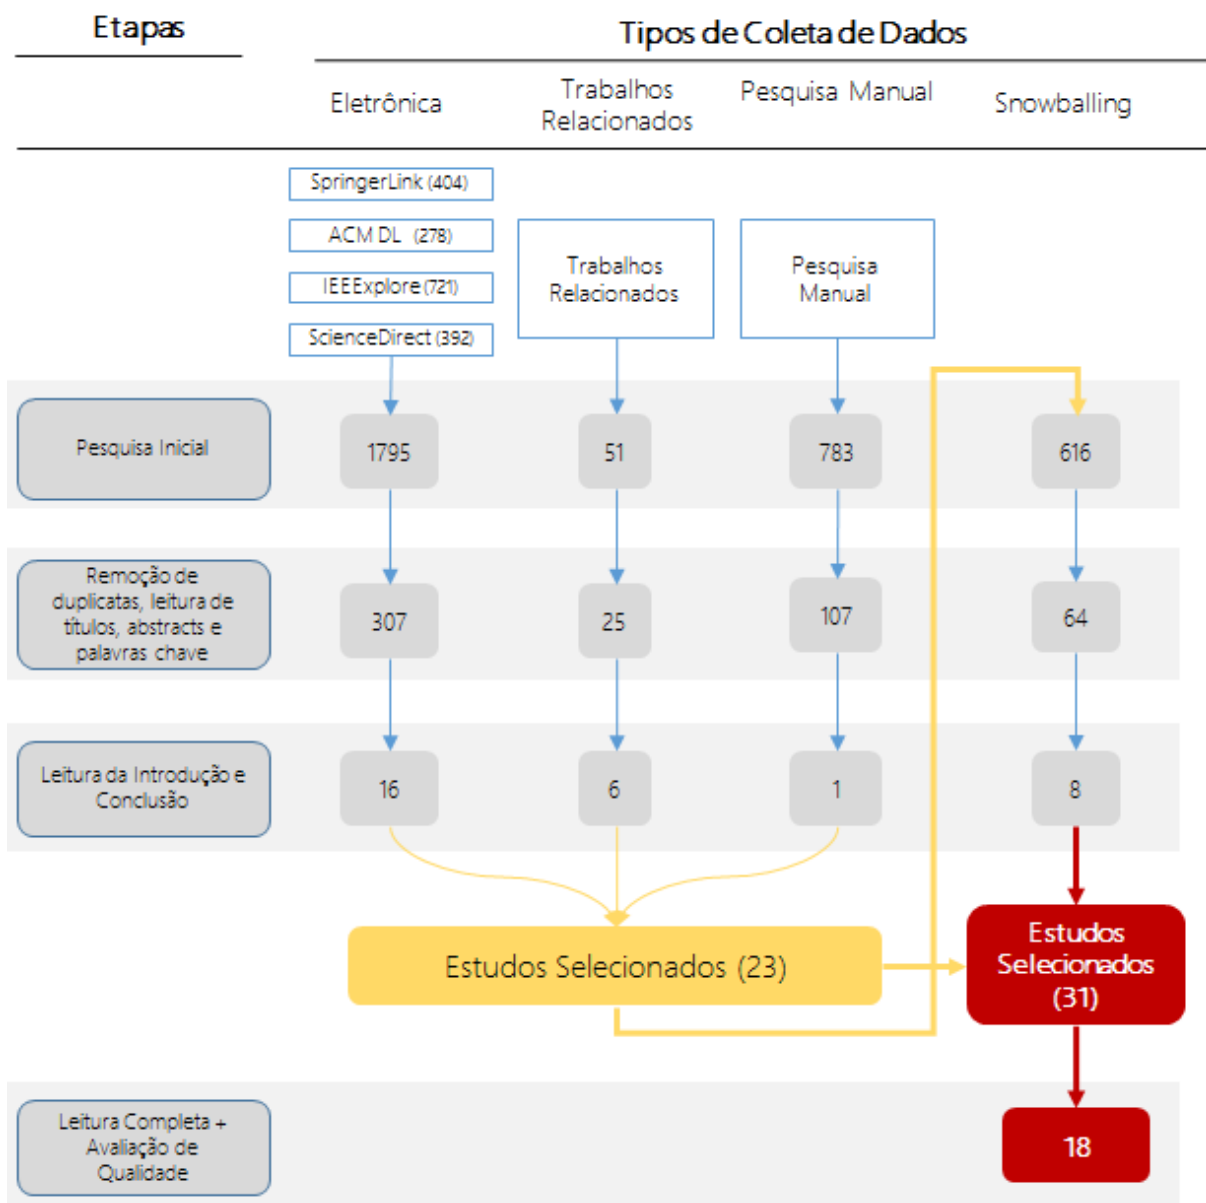 Etapas
Tipos de Coleta de Dados
Eletrônica
Trabalhos
Relacionados
Pesquisa Manual
Snowballing
SpringerLink (404)
ACM DL (278)
IEEExplore (721)
ScienceDirect (392)
Trabalhos
Relacionados
Pesquisa
Manual
Pesquisa Inicial
1795
51
783
616
Remoção de
duplicatas, leitura de
títulos, abstracts e
palavras chave
307
25
107
64
Leitura da Introdução e
Conclusão
16
6
1
8
Estudos Selecionados (23)
Estudos
Selecionados
(31)
Leitura Completa +
Avaliação de
Qualidade
18